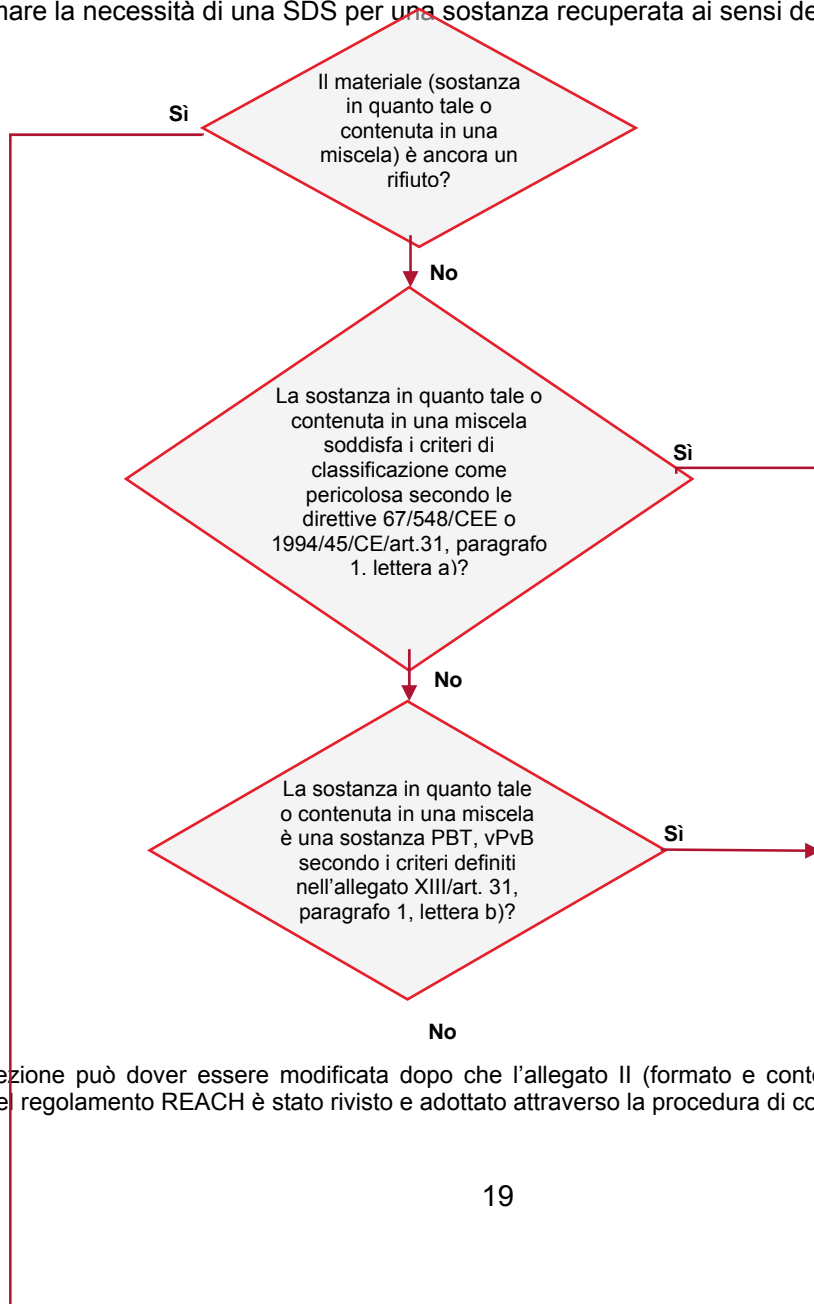 mare la necessità di una SDS per una sostanza recuperata ai sensi de
Il materiale (sostanza
in quanto tale o
contenuta in una
miscela) è ancora un
rifiuto?
Sì
No
La sostanza in quanto tale o
contenuta in una miscela
soddisfa i criteri di
classificazione come
pericolosa secondo le
direttive 67/548/CEE o
1994/45/CE/art.31, paragrafo
1, lettera a)?
Sì
No
La sostanza in quanto tale
o contenuta in una miscela
è una sostanza PBT, vPvB
secondo i criteri definiti
nell'allegato XIII/art. 31,
paragrafo 1, lettera b)?
Sì
No
ezione può dover essere modificata dopo che l'allegato II (formato e conte
el regolamento REACH è stato rivisto e adottato attraverso la procedura di co
19